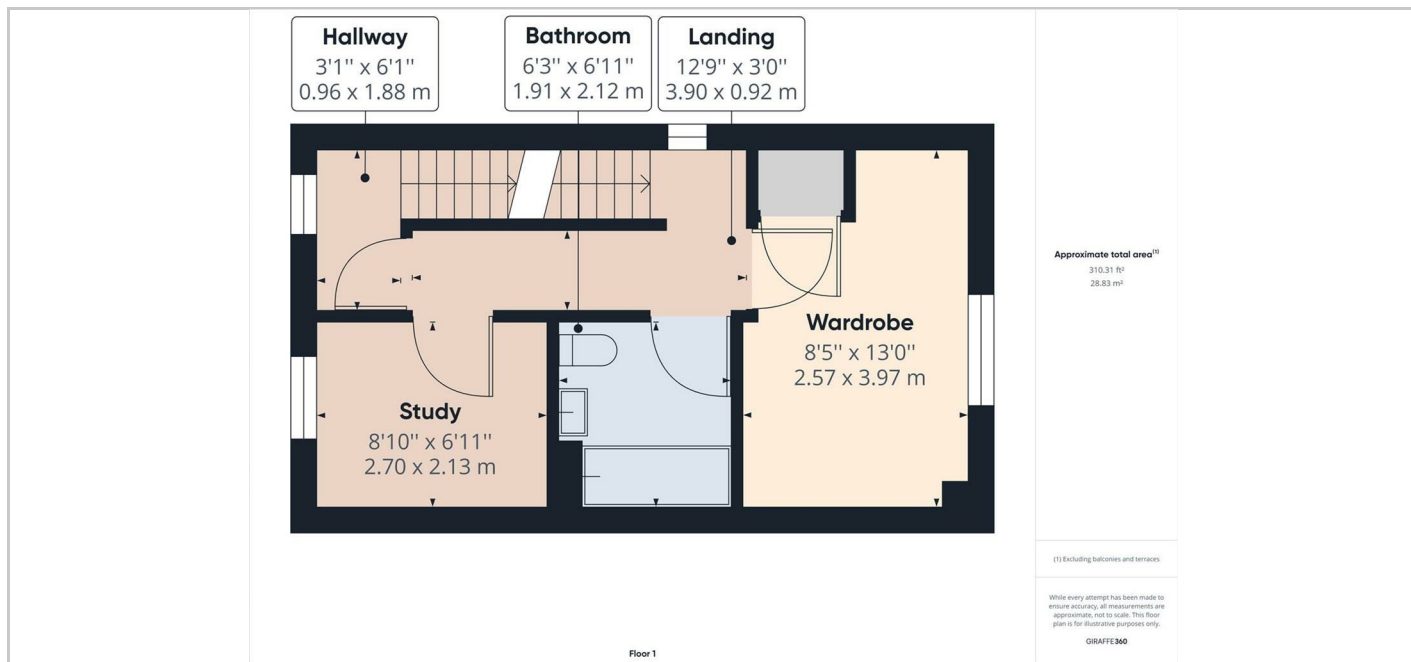 Hallway
3'1'' x 6'1''
0.96 x 1.88 m
Bathroom
6'3'' x 6'11''
1.91 x 2.12 m
Landing
12'9'' x 3'0''
3.90 x 0.92 m
Wardrobe
8'5'' x 13'0''
2.57 x 3.97 m
Study
8'10'' x 6'11''
2.70 x 2.13 m
Floor 1
Approximate total area(1)
310.31 ft²
28.83 m²
(1) Excluding balconies and terraces
While every attempt has been made to
ensure accuracy, all measurements are
approximate, not to scale. This floor
plan is for illustrative purposes only.
GIRAFFE360